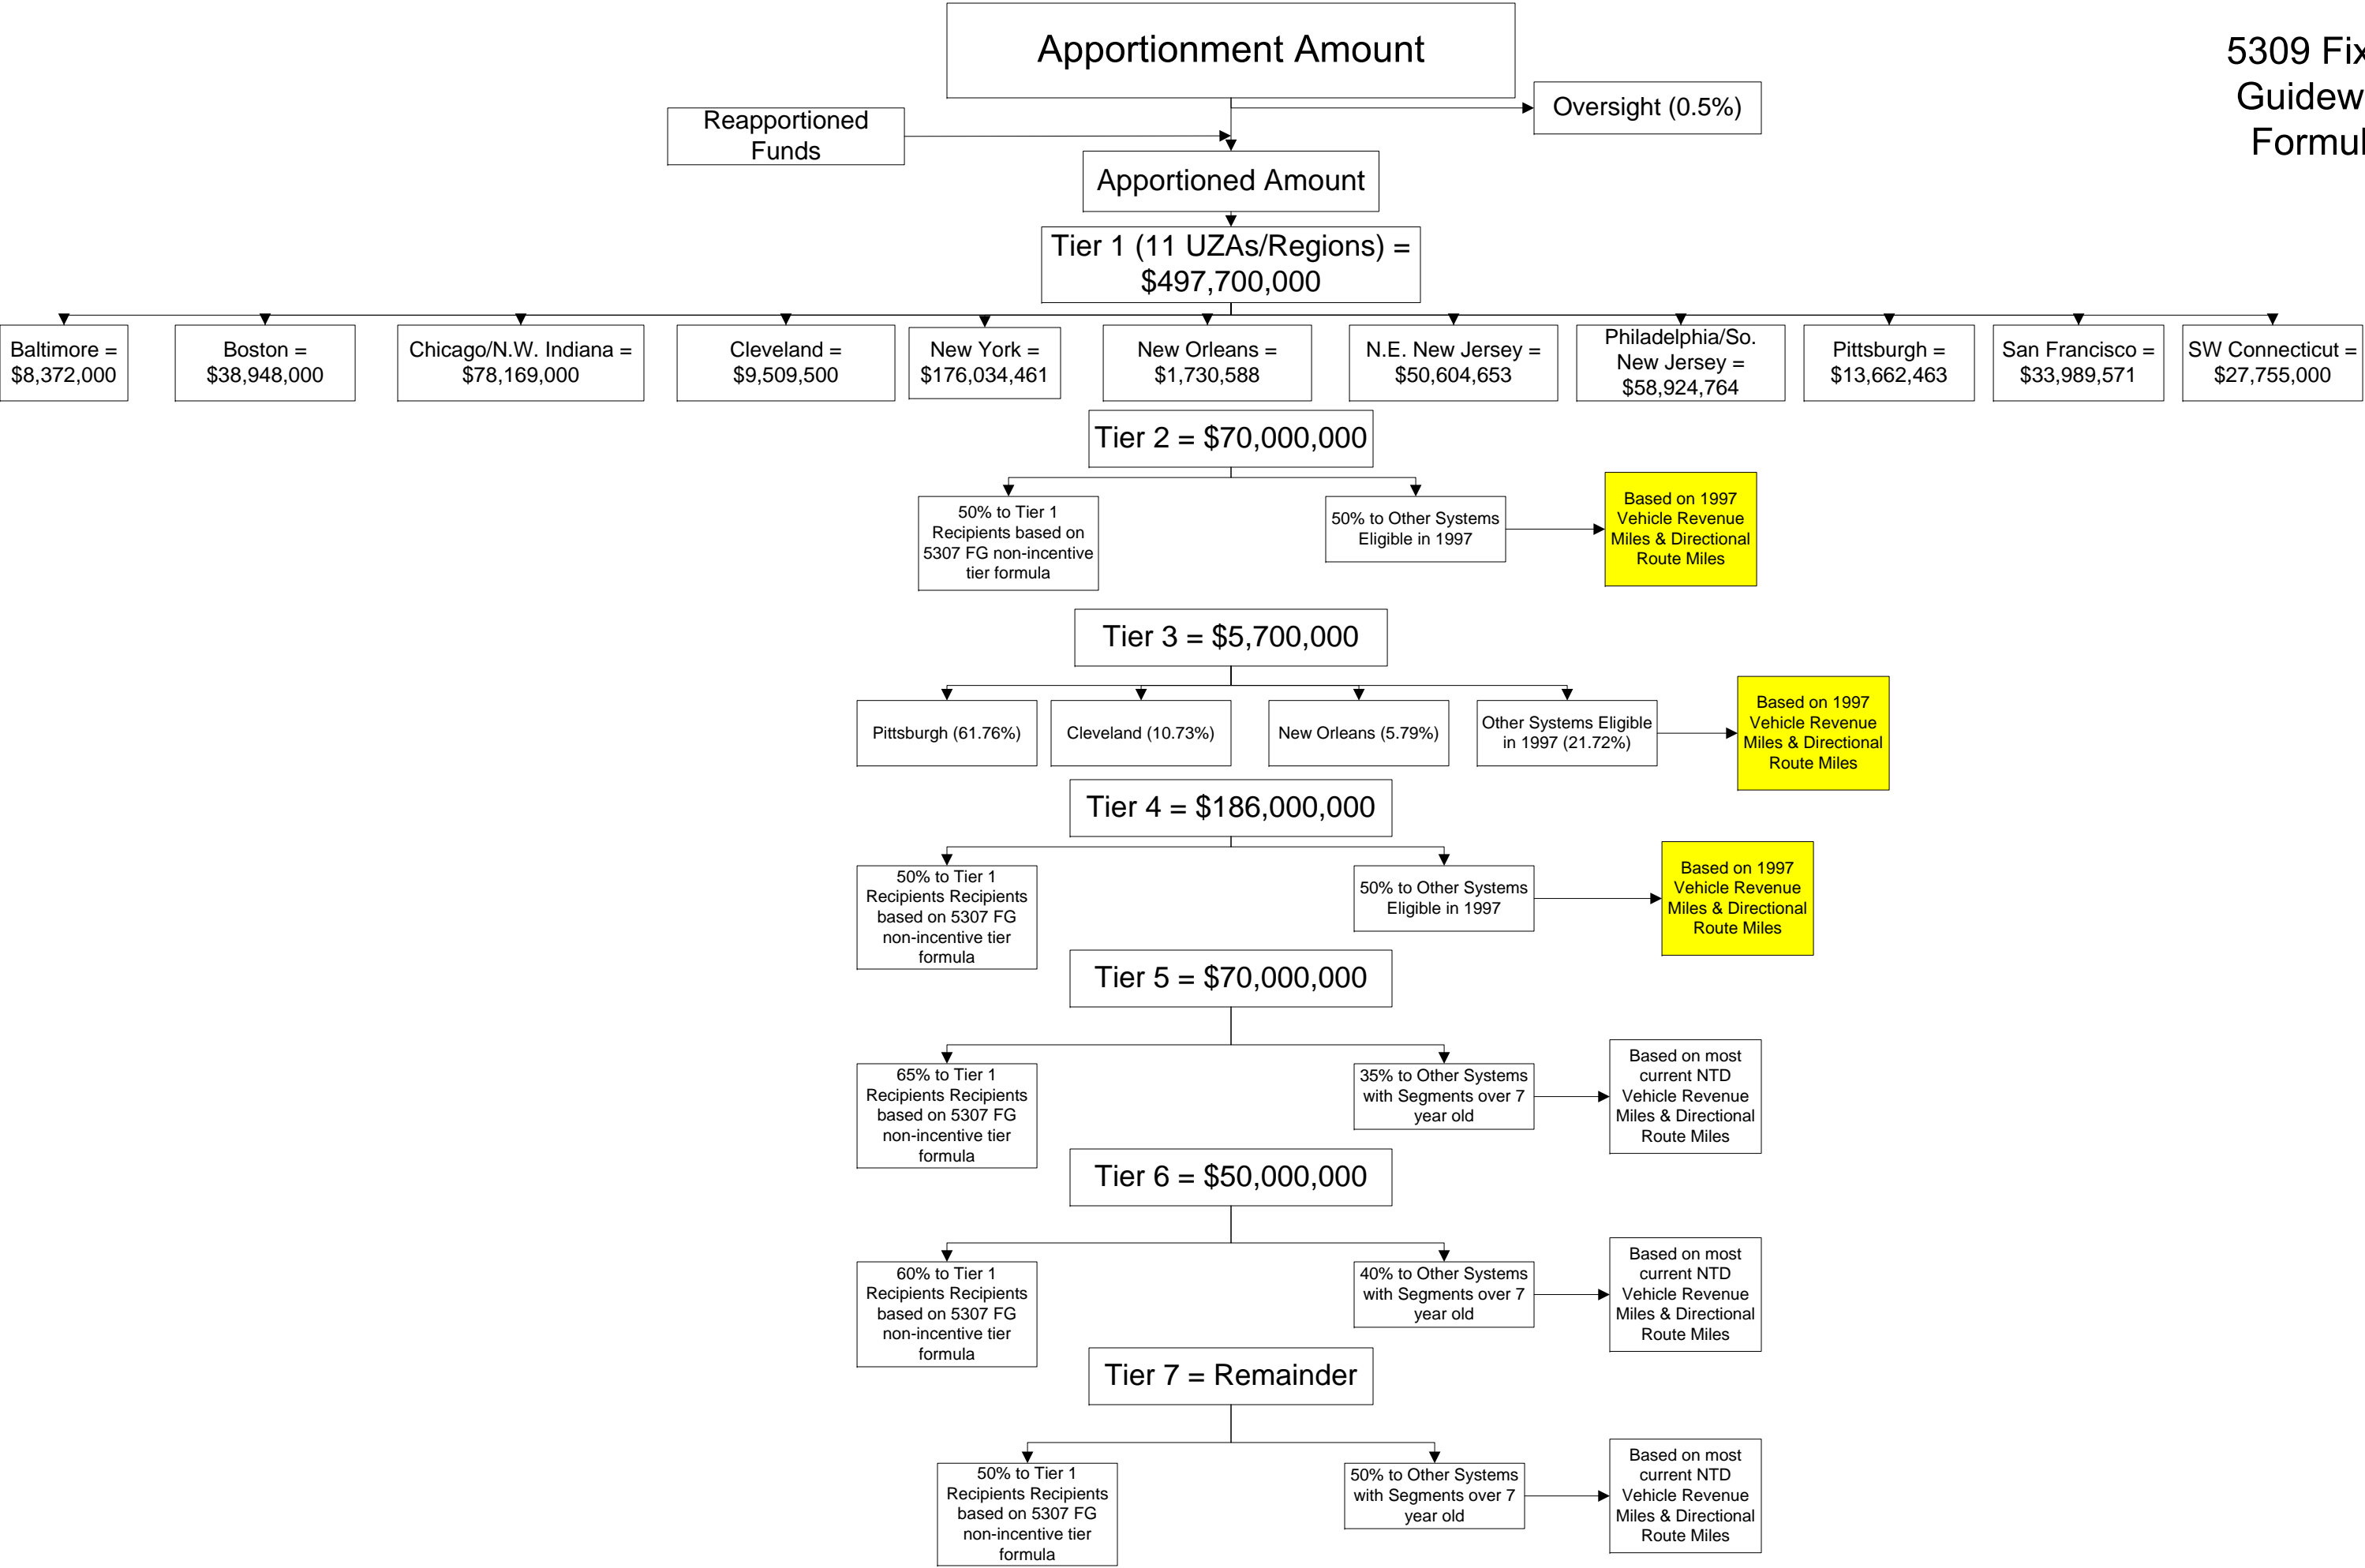 Apportionment Amount
5309 Fix
Guidew
Formul
Oversight (0.5%)
Reapportioned
Funds
Apportioned Amount
Tier 1 (11 UZAs/Regions) =
$497,700,000
Baltimore =
$8,372,000
Boston =
$38,948,000
Chicago/N.W. Indiana =
$78,169,000
Cleveland =
$9,509,500
New York =
$176,034,461
New Orleans =
$1,730,588
N.E. New Jersey =
$50,604,653
Philadelphia/So.
New Jersey =
$58,924,764
Pittsburgh =
$13,662,463
San Francisco =
$33,989,571
SW Connecticut =
$27,755,000
Tier 2 = $70,000,000
50% to Tier 1
Recipients based on
5307 FG non-incentive
tier formula
50% to Other Systems
Eligible in 1997
Based on 1997
Vehicle Revenue
Miles & Directional
Route Miles
Tier 3 = $5,700,000
Pittsburgh (61.76%)
Cleveland (10.73%)
New Orleans (5.79%)
Other Systems Eligible
in 1997 (21.72%)
Based on 1997
Vehicle Revenue
Miles & Directional
Route Miles
Tier 4 = $186,000,000
50% to Tier 1
Recipients Recipients
based on 5307 FG
non-incentive tier
formula
50% to Other Systems
Eligible in 1997
Based on 1997
Vehicle Revenue
Miles & Directional
Route Miles
Tier 5 = $70,000,000
65% to Tier 1
Recipients Recipients
based on 5307 FG
non-incentive tier
formula
35% to Other Systems
with Segments over 7
year old
Based on most
current NTD
Vehicle Revenue
Miles & Directional
Route Miles
Tier 6 = $50,000,000
60% to Tier 1
Recipients Recipients
based on 5307 FG
non-incentive tier
formula
40% to Other Systems
with Segments over 7
year old
Based on most
current NTD
Vehicle Revenue
Miles & Directional
Route Miles
Tier 7 = Remainder
50% to Tier 1
Recipients Recipients
based on 5307 FG
non-incentive tier
formula
50% to Other Systems
with Segments over 7
year old
Based on most
current NTD
Vehicle Revenue
Miles & Directional
Route Miles